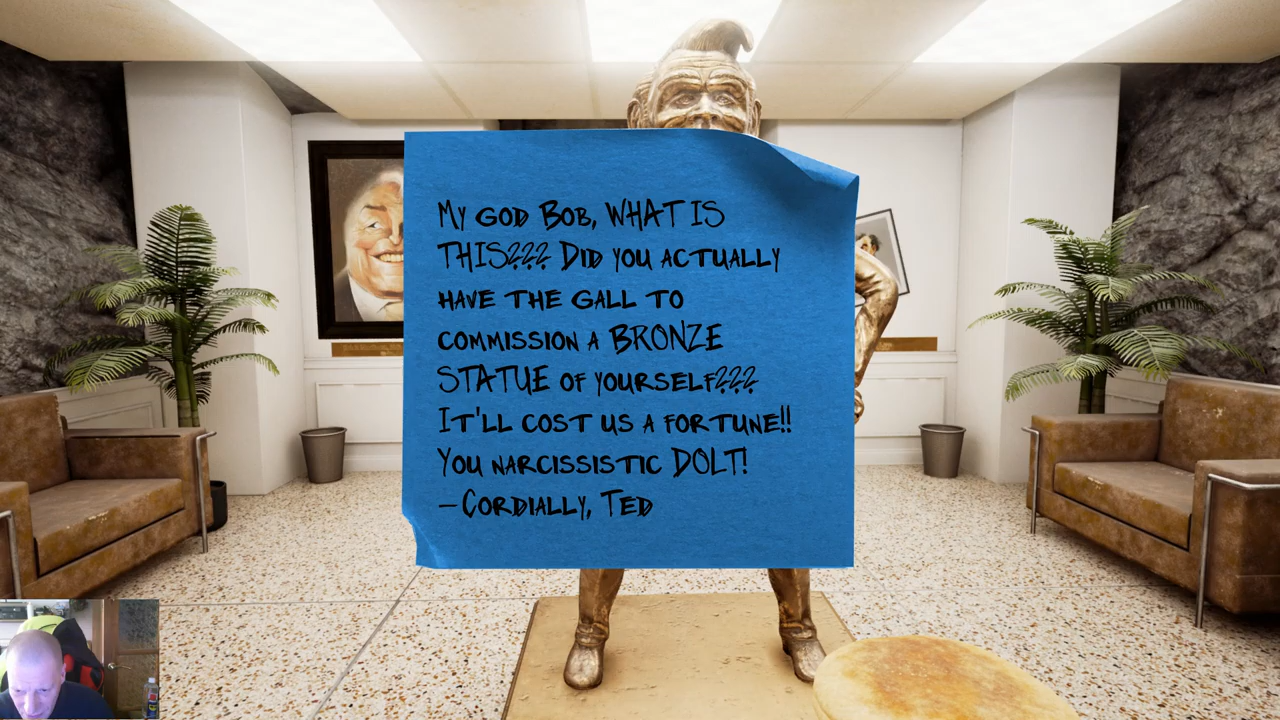 My god Bob, WHAT IS
THIS??? Did you actually
have the gall to
commission a BRONZE
STATUE of yourself???
It'll cost us a fortune!!
You narcissistic DOLT!
-Cordially, Ted